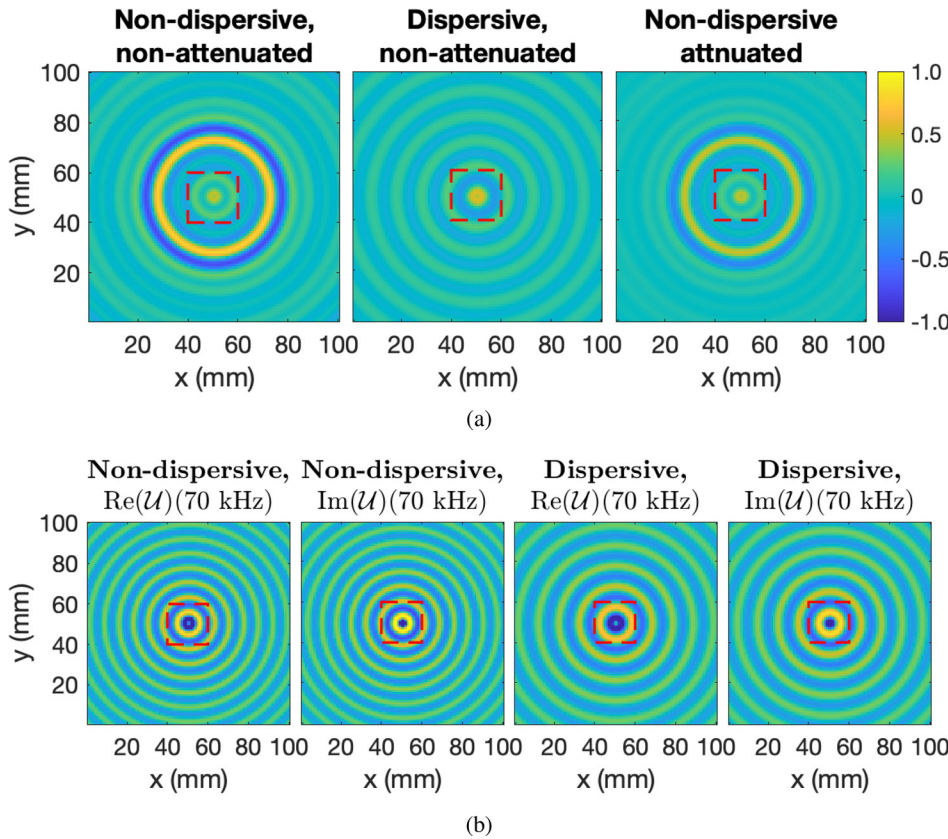 Non-dispersive, non-attenuated
Dispersive, non-attenuated
Non-dispersive attnuated
100
80
60
40
20
y (mm)
20 40 60 80 100
20 40 60 80 100
20 40 60 80 100
x (mm) x (mm) x (mm)
1.0
0.5
0
-0.5
-1.0
(a)
Non-dispersive, Non-dispersive, Dispersive, Dispersive,
Re(𝒰)(70 kHz) Im(𝒰)(70 kHz) Re(𝒰)(70 kHz) Im(𝒰)(70 kHz)
100
80
60
40
20
y (mm)
20 40 60 80 100 20 40 60 80 100 20 40 60 80 100 20 40 60 80 100
x (mm) x (mm) x (mm) x (mm)
(b)